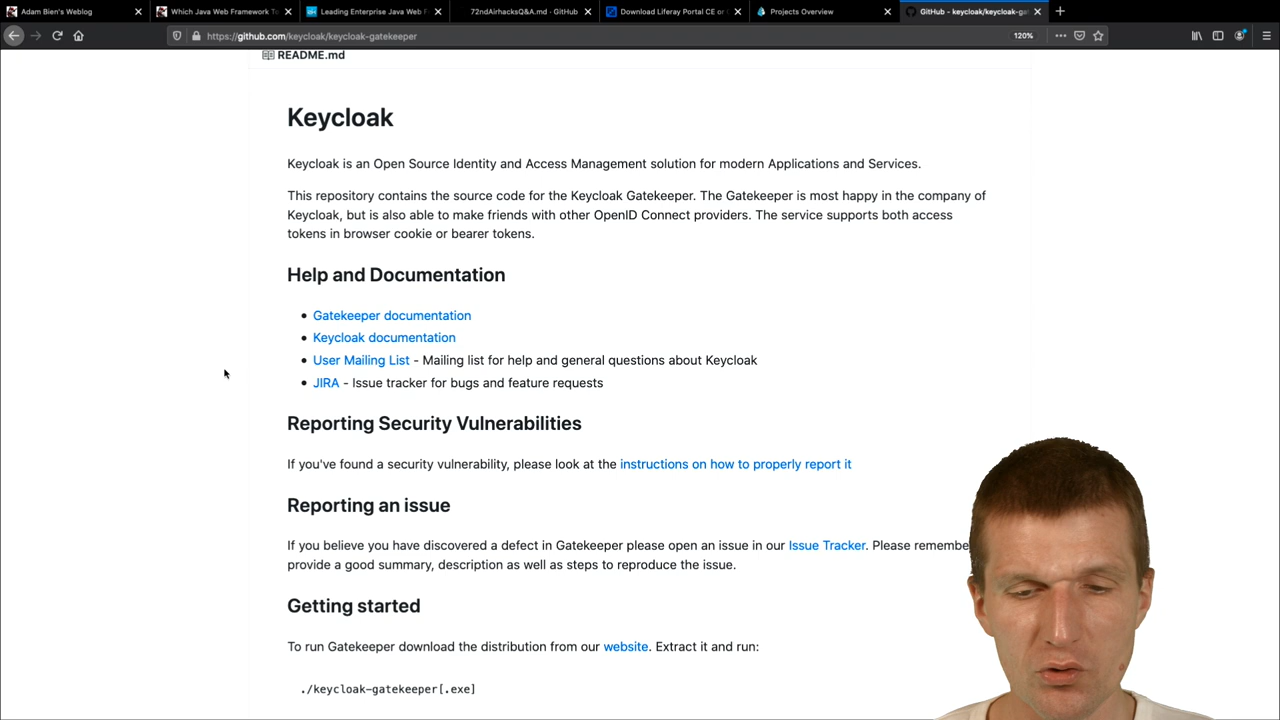 Adam Bien's Weblog
Which Java Web Framework To
Leading Enterprise Java Web F
72ndAirhacksQ&A.md · GitHub
Download Liferay Portal CE or
Projects Overview
GitHub - keycloak/keycloak-gat
https://github.com/keycloak/keycloak-gatekeeper
120%
README.md
Keycloak
Keycloak is an Open Source Identity and Access Management solution for modern Applications and Services.
This repository contains the source code for the Keycloak Gatekeeper. The Gatekeeper is most happy in the company of
Keycloak, but is also able to make friends with other OpenID Connect providers. The service supports both access
tokens in browser cookie or bearer tokens.
Help and Documentation
• Gatekeeper documentation
• Keycloak documentation
• User Mailing List - Mailing list for help and general questions about Keycloak
• JIRA - Issue tracker for bugs and feature requests
Reporting Security Vulnerabilities
If you've found a security vulnerability, please look at the instructions on how to properly report it
Reporting an issue
If you believe you have discovered a defect in Gatekeeper please open an issue in our Issue Tracker. Please remembe
provide a good summary, description as well as steps to reproduce the issue.
Getting started
To run Gatekeeper download the distribution from our website. Extract it and run:
./keycloak-gatekeeper[.exe]